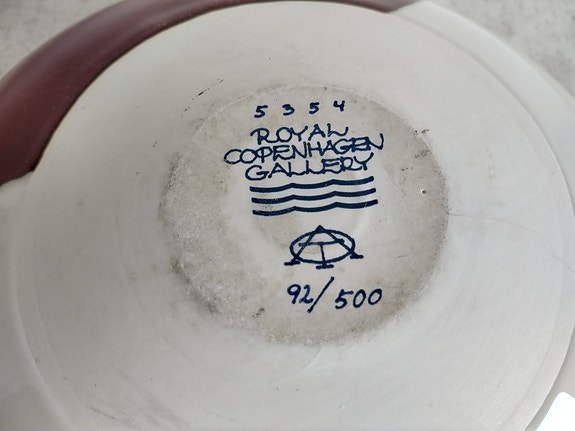 5354
ROYAL
COPENHAGEN
GALLERY
92/500